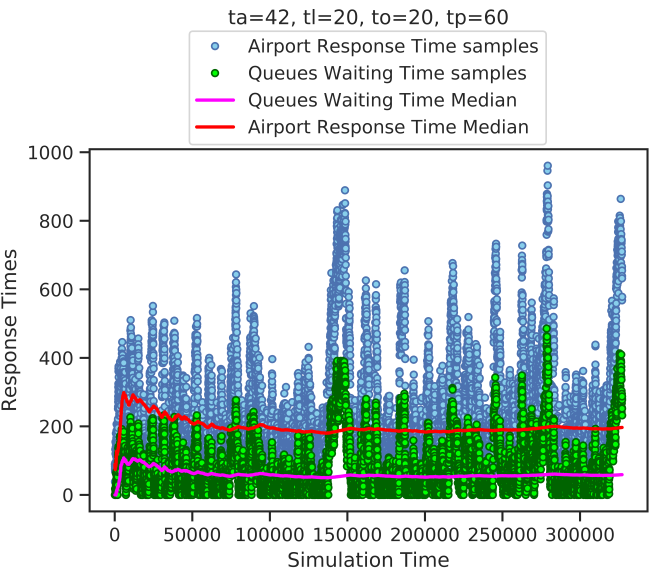 ta=42, tl=20, to=20, tp=60
Airport Response Time samples
Queues Waiting Time samples
Queues Waiting Time Median
Airport Response Time Median
1000
800
600
400
200
0
Response Times
0 50000 100000 150000 200000 250000 300000
Simulation Time